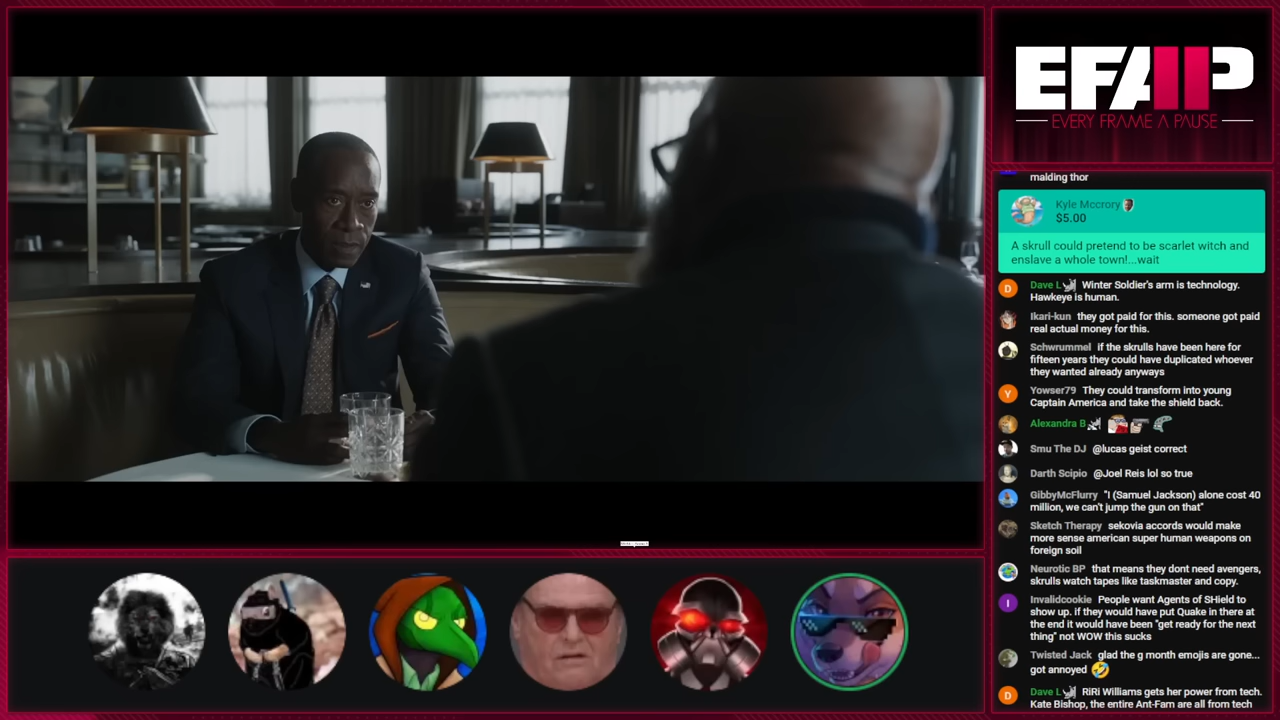 EFAP
EVERY FRAME A PAUSE
malding thor
Kyle Mccrory
$5.00
A skrull could pretend to be scarlet witch and
enslave a whole town!...wait
D
Dave L Winter Soldier's arm is technology.
Hawkeye is human.
Ikari-kun they got paid for this. someone got paid
real actual money for this.
Schwrummel if the skrulls have been here for
fifteen years they could have duplicated whoever
they wanted already anyways
Y
Yowser79 They could transform into young
Captain America and take the shield back.
Alexandra B
Smu The DJ @lucas geist correct
Darth Scipio @Joel Reis lol so true
GibbyMcFlurry "I (Samuel Jackson) alone cost 40
million, we can't jump the gun on that"
Sketch Therapy sekovia accords would make
more sense american super human weapons on
foreign soil
Neurotic BP that means they dont need avengers,
skrulls watch tapes like taskmaster and copy.
I
Invalidcookie People want Agents of SHield to
show up. if they would have put Quake in there at
the end it would have been "get ready for the next
thing" not WOW this sucks
Twisted Jack glad the g month emojis are gone...
got annoyed 🤣
D
Dave L RiRi Williams gets her power from tech.
Kate Bishop, the entire Ant-Fam are all from tech